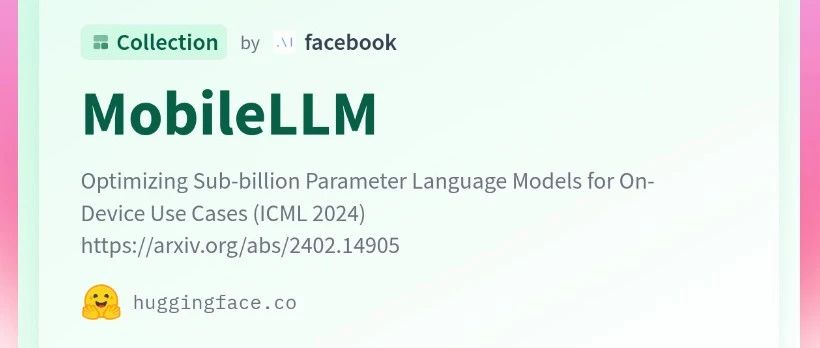 Collection by facebook
MobileLLM
Optimizing Sub-billion Parameter Language Models for On-
Device Use Cases (ICML 2024)
https://arxiv.org/abs/2402.14905
huggingface.co